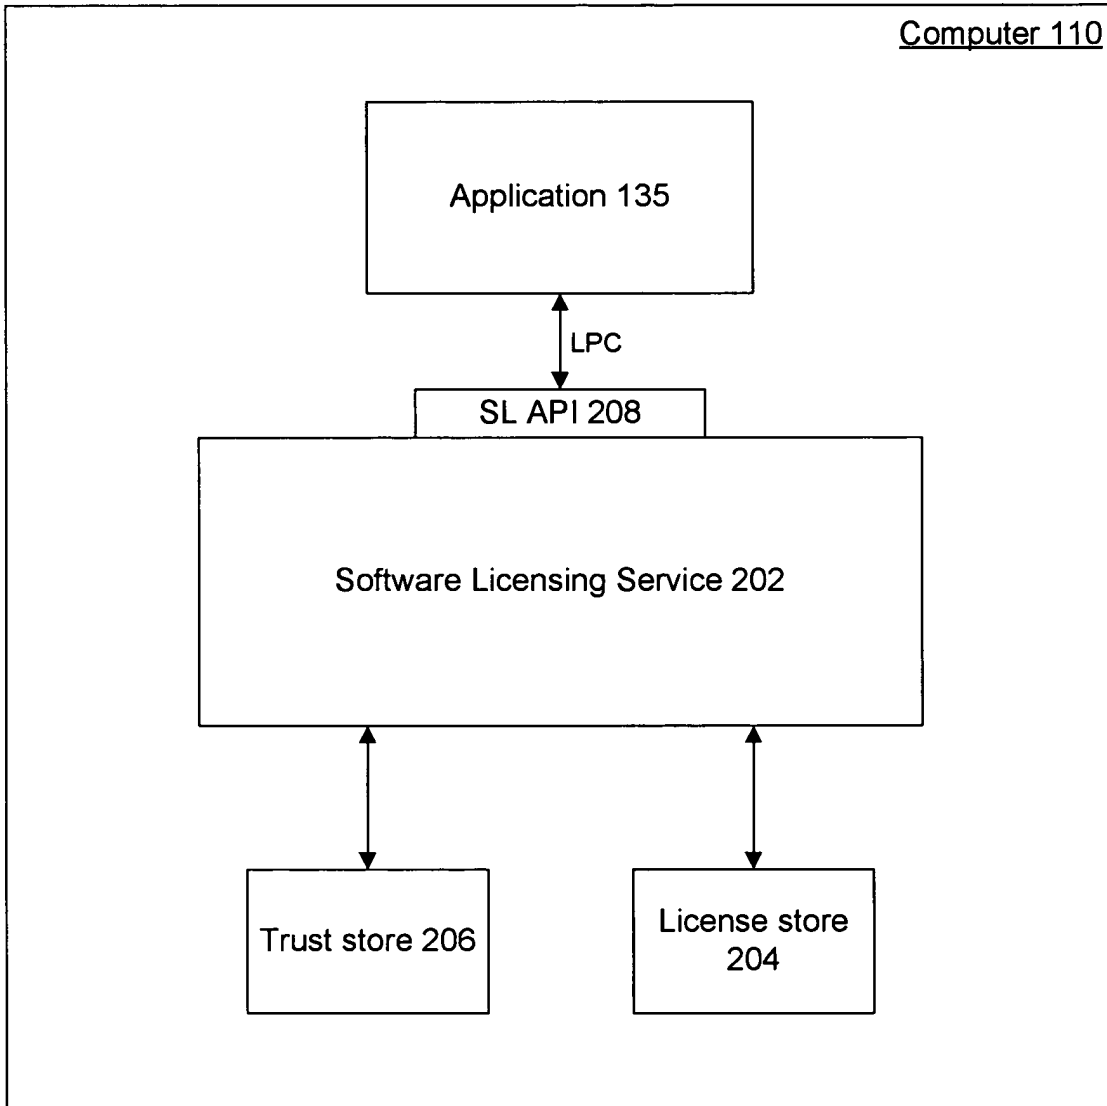 Computer 110
Application 135
LPC
SL API 208
Software Licensing Service 202
Trust store 206
License store
204